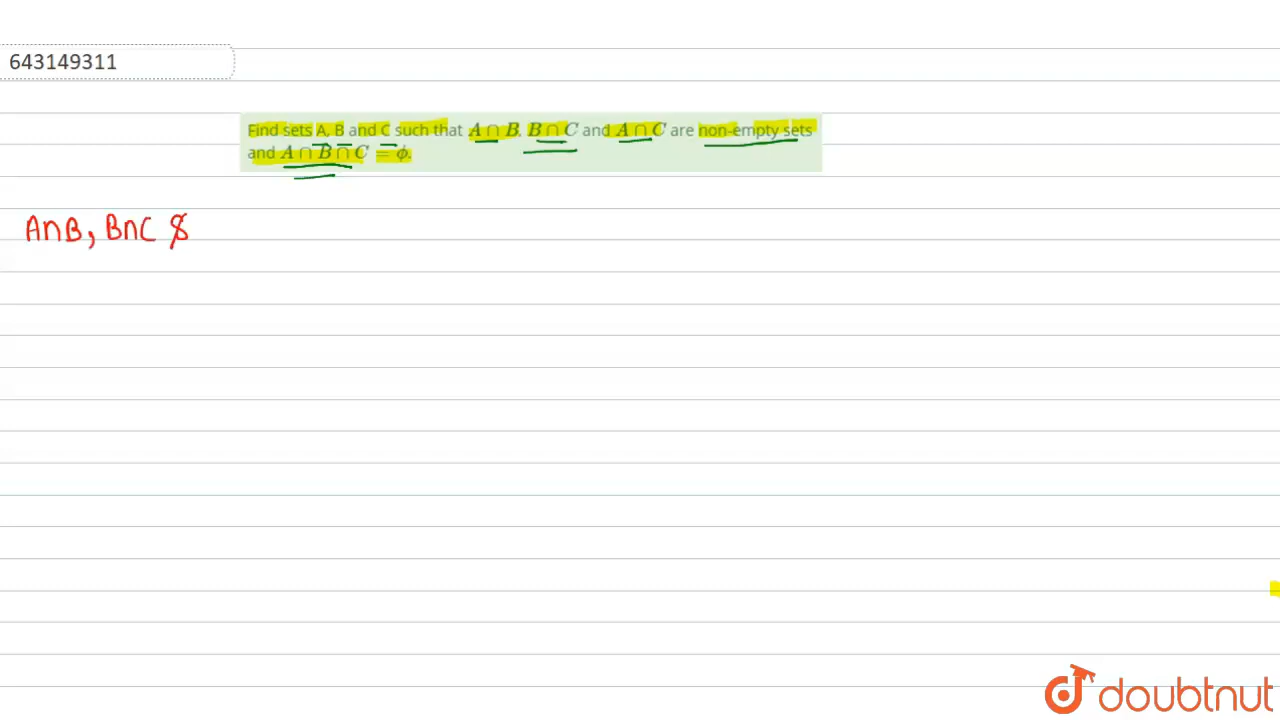 643149311
Find sets A, B and C such that A ∩ B, B ∩ C and A ∩ C are non-empty sets
and A ∩ B ∩ C = ϕ.
A∩B, B∩C &
doubtnut